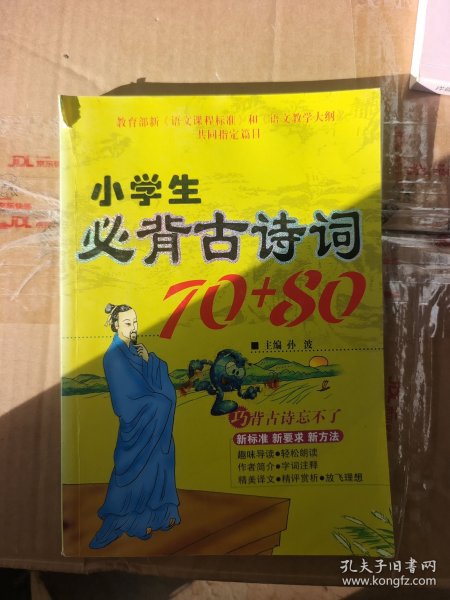 教育部新《语文课程标准》和《语文教学大纲》
共同指定篇目
小学生
必背古诗词
70+80
■ 主编 孙波
巧背古诗忘不了
新标准 新要求 新方法
趣味导读●轻松朗读
作者简介●字词注释
精美译文●精评赏析●放飞理想
JDL
孔夫子旧书网
www.kongfz.com